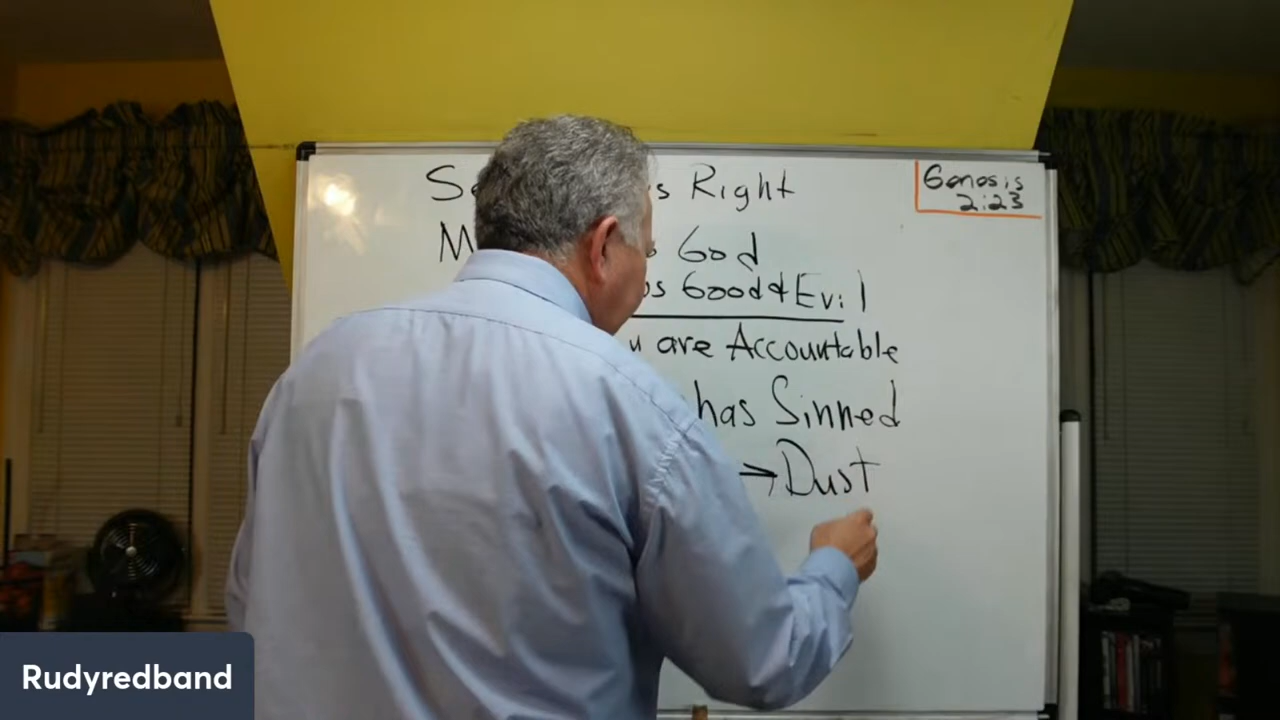 Right
Genesis
2:23
God
Good & Evil
are Accountable
has Sinned
→ Dust
Rudyredband